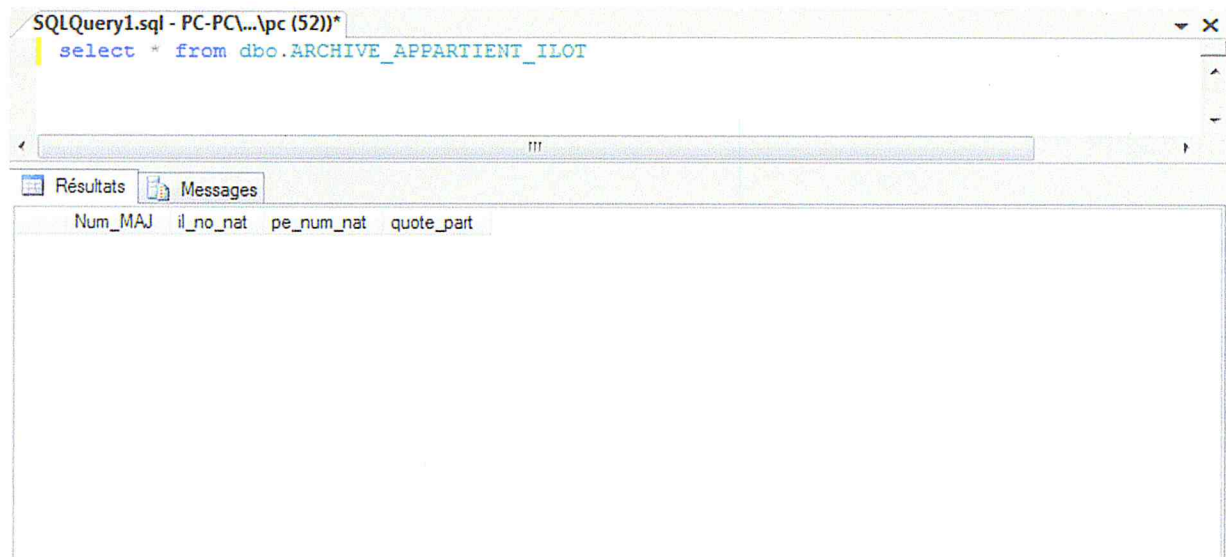 SQLQuery1.sql - PC-PC\...\pc (52))*
select * from dbo.ARCHIVE_APPARTIENT_ILOT
Résultats Messages
Num_MAJ il_no_nat pe_num_nat quote_part